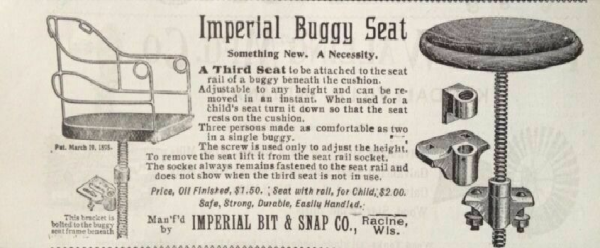 Imperial Buggy Seat
Something New. A Necessity.
A Third Seat to be attached to the seat
rail of a buggy beneath the cushion.
Adjustable to any height and can be re-
moved in an instant. When used for a
child's seat turn it down so that the seat
rests on the cushion.
Three persons made as comfortable as two
in a single buggy.
The screw is used only to adjust the height.
To remove the seat lift it from the seat rail socket.
The socket always remains fastened to the seat rail and
does not show when the third seat is not in use.
Price, Oil Finished, $1.50. Seat with rail, for Child, $2.00.
Safe, Strong, Durable, Easily Handled.
Man'f'd by IMPERIAL BIT & SNAP CO., Racine, Wis.
Pat. March 19,
This bracket is
bolted to the buggy
seat frame beneath